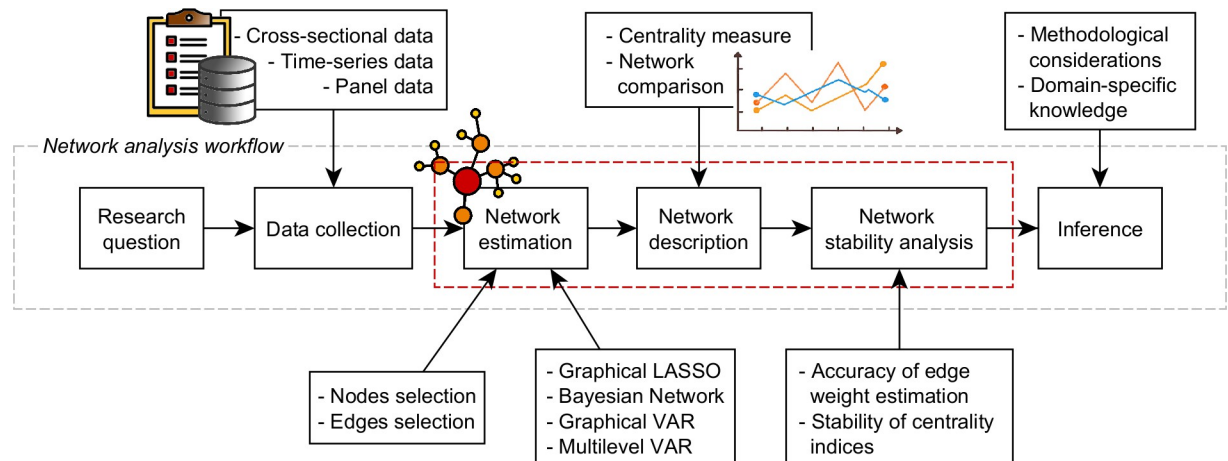 - Cross-sectional data
- Time-series data
- Panel data
- Centrality measure
- Network
comparison
- Methodological
considerations
- Domain-specific
knowledge
Network analysis workflow
Research
question
Data collection
Network
estimation
Network
description
Network
stability analysis
Inference
- Nodes selection
- Edges selection
- Graphical LASSO
- Bayesian Network
- Graphical VAR
- Multilevel VAR
- Accuracy of edge
weight estimation
- Stability of centrality
indices